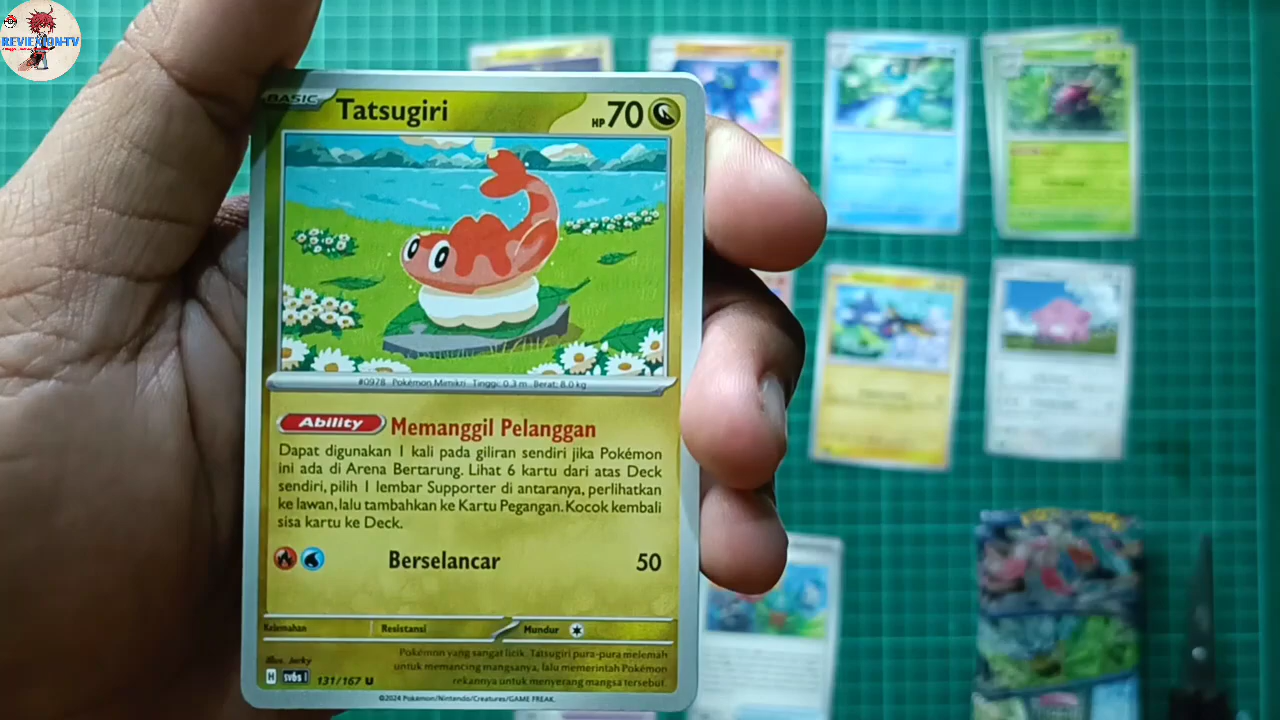 REVIEXION TV
BASIC
Tatsugiri
HP 70
#0978 Pokémon Mimikri Tinggi: 0.3 m Berat: 8.0 kg
Ability Memanggil Pelanggan
Dapat digunakan 1 kali pada giliran sendiri jika Pokémon
ini ada di Arena Bertarung. Lihat 6 kartu dari atas Deck
sendiri, pilih 1 lembar Supporter di antaranya, perlihatkan
ke lawan, lalu tambahkan ke Kartu Pegangan. Kocok kembali
sisa kartu ke Deck.
Berselancar 50
Kelemahan Resistansi Mundur
Illus. Jerky
Pokémon yang sangat licik. Tatsugiri pura-pura melemah
untuk memancing mangsanya, lalu memerintah Pokémon
rekannya untuk menyerang mangsa tersebut.
H sv6s I 131/167 U
©2024 Pokémon/Nintendo/Creatures/GAME FREAK.